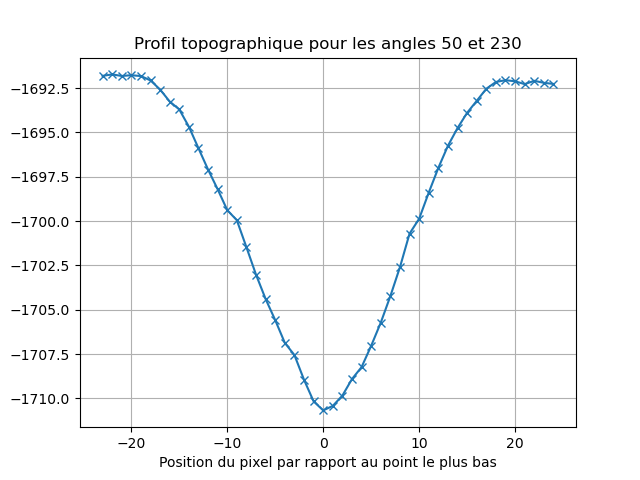 Profil topographique pour les angles 50 et 230
−1692.5
−1695.0
−1697.5
−1700.0
−1702.5
−1705.0
−1707.5
−1710.0
−20 −10 0 10 20
Position du pixel par rapport au point le plus bas